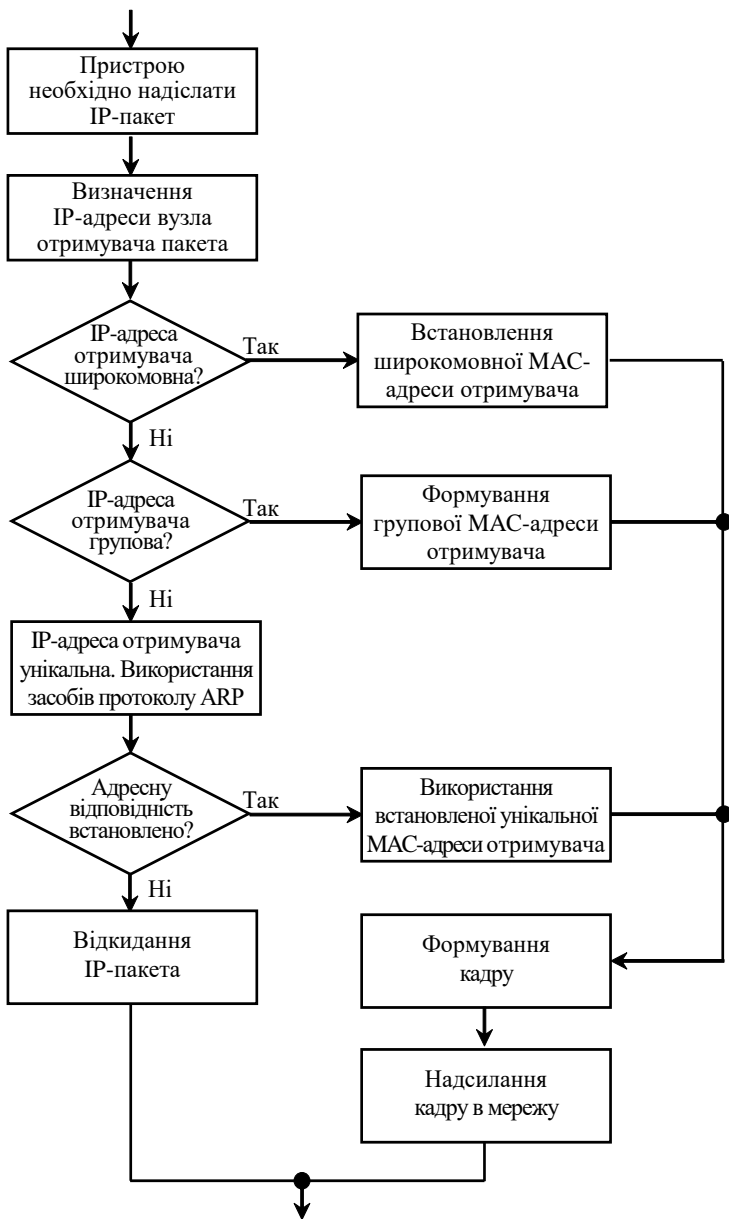 Пристрою
необхідно надіслати
IP-пакет
Визначення
IP-адреси вузла
отримувача пакета
IP-адреса
отримувача
широкомовна?
Так
Встановлення
широкомовної MAC-
адреси отримувача
Ні
IP-адреса
отримувача
групова?
Так
Формування
групової MAC-адреси
отримувача
Ні
IP-адреса отримувача
унікальна. Використання
засобів протоколу ARP
Адресну
відповідність
встановлено?
Так
Використання
встановленої унікальної
MAC-адреси отримувача
Ні
Відкидання
IP-пакета
Формування
кадру
Надсилання
кадру в мережу